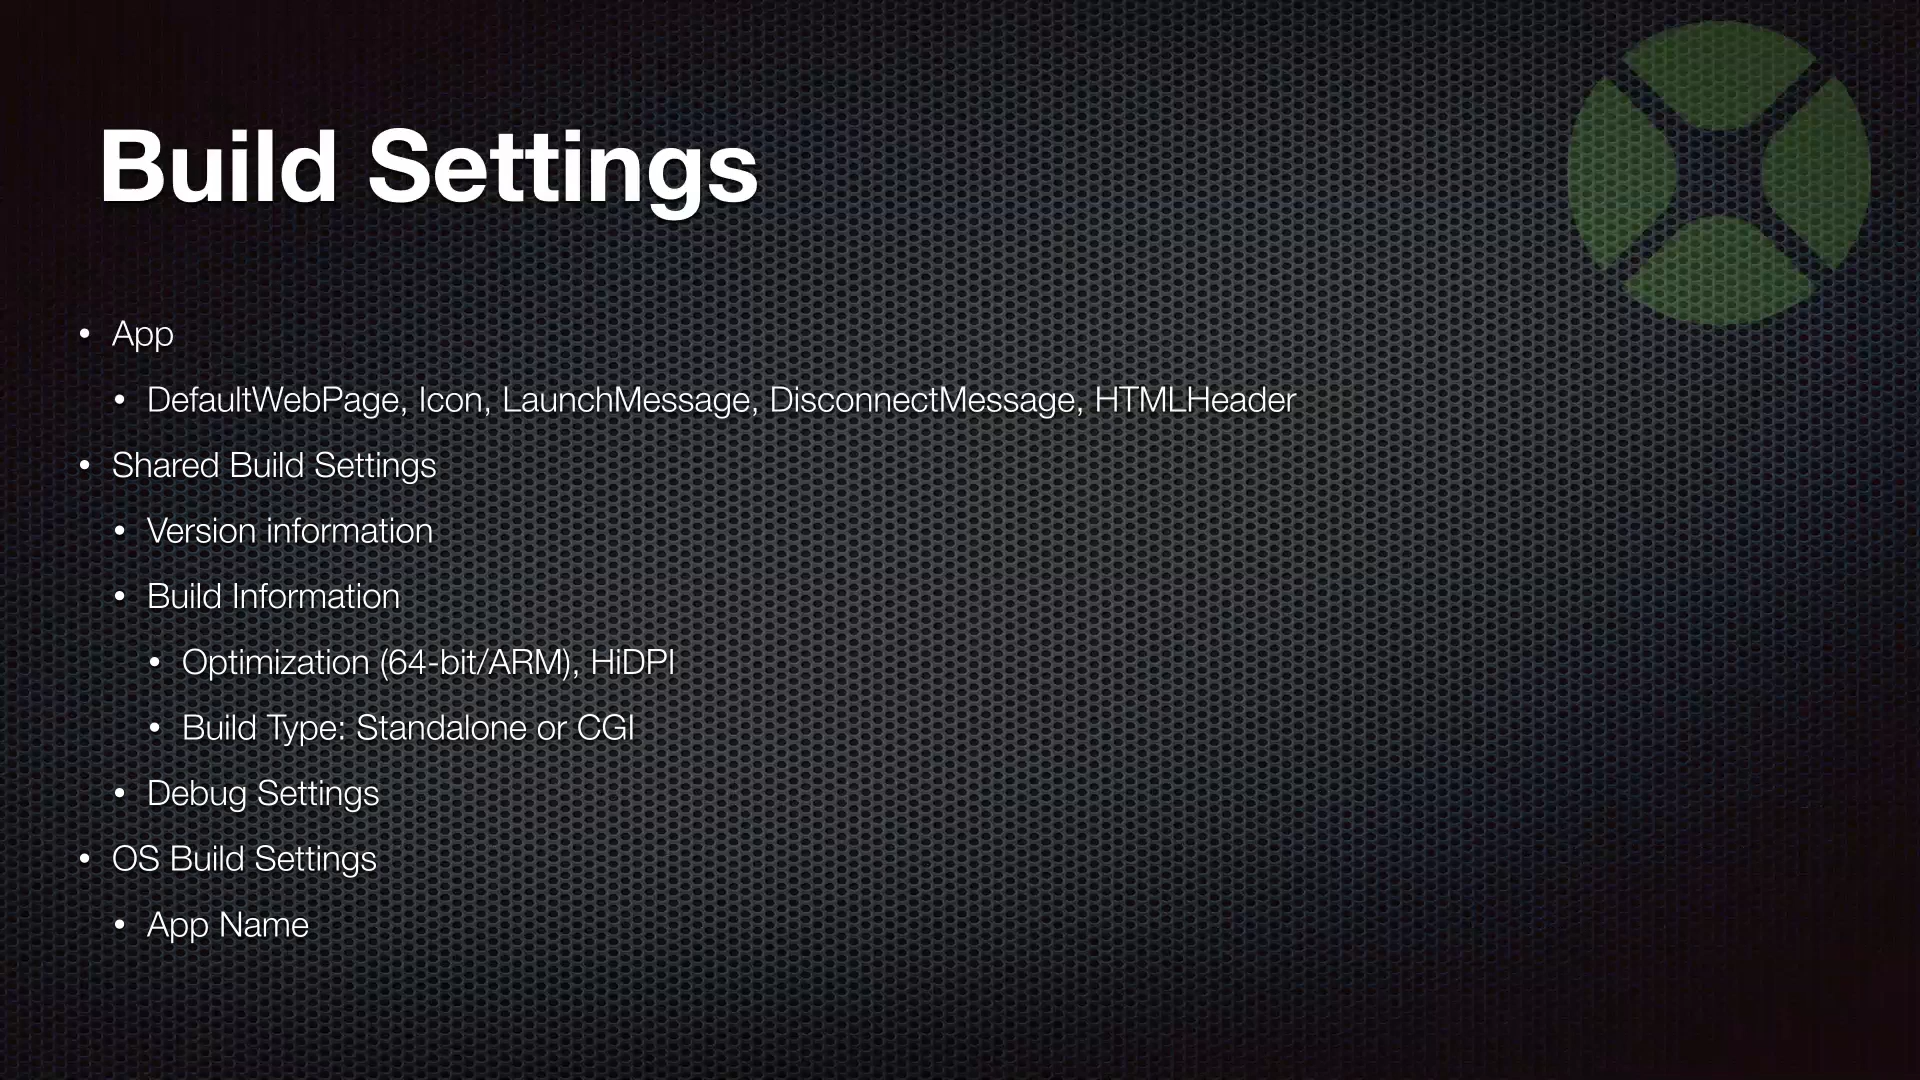 Build Settings
• App
• DefaultWebPage, Icon, LaunchMessage, DisconnectMessage, HTMLHeader
• Shared Build Settings
• Version information
• Build Information
• Optimization (64-bit/ARM), HiDPI
• Build Type: Standalone or CGI
• Debug Settings
• OS Build Settings
• App Name